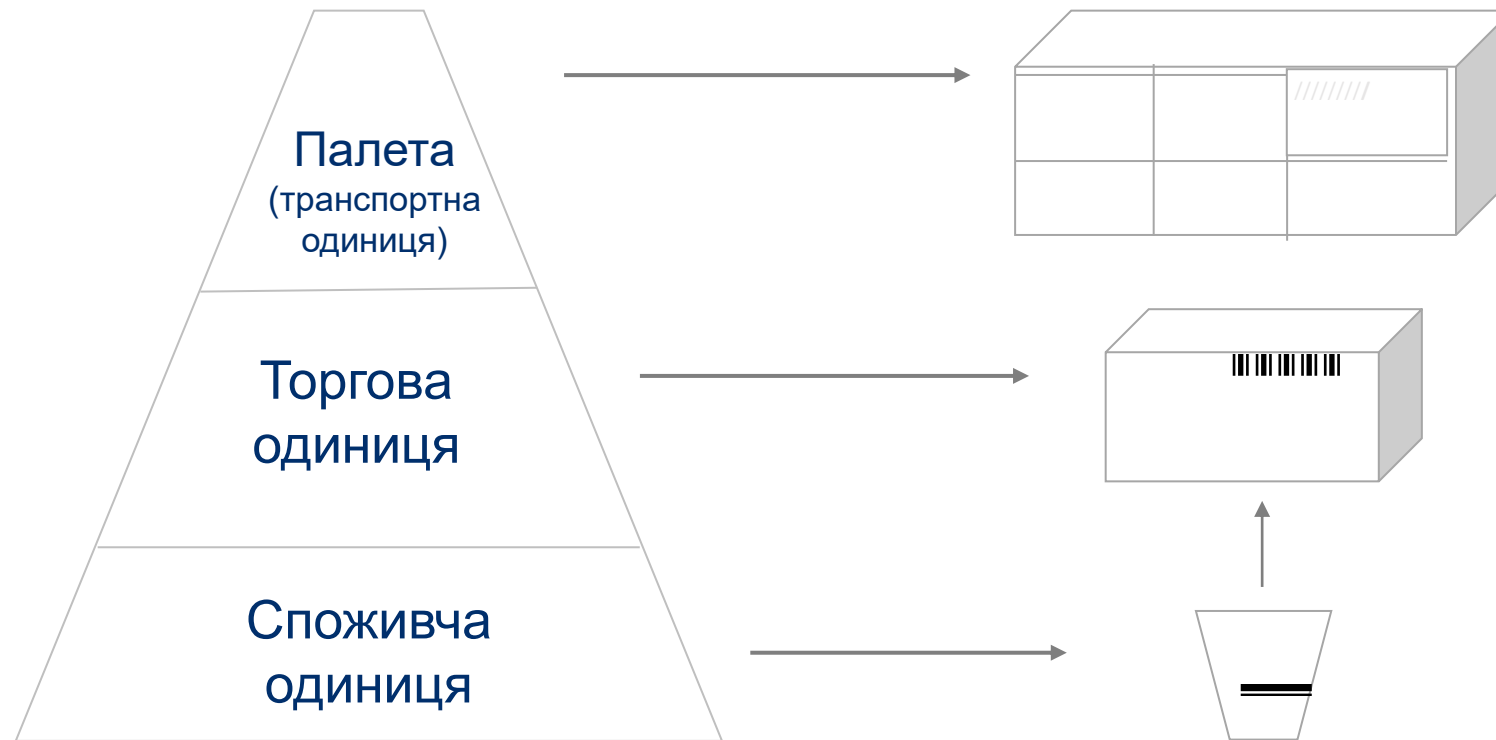 Палета
(транспортна
одиниця)
Торгова
одиниця
Споживча
одиниця